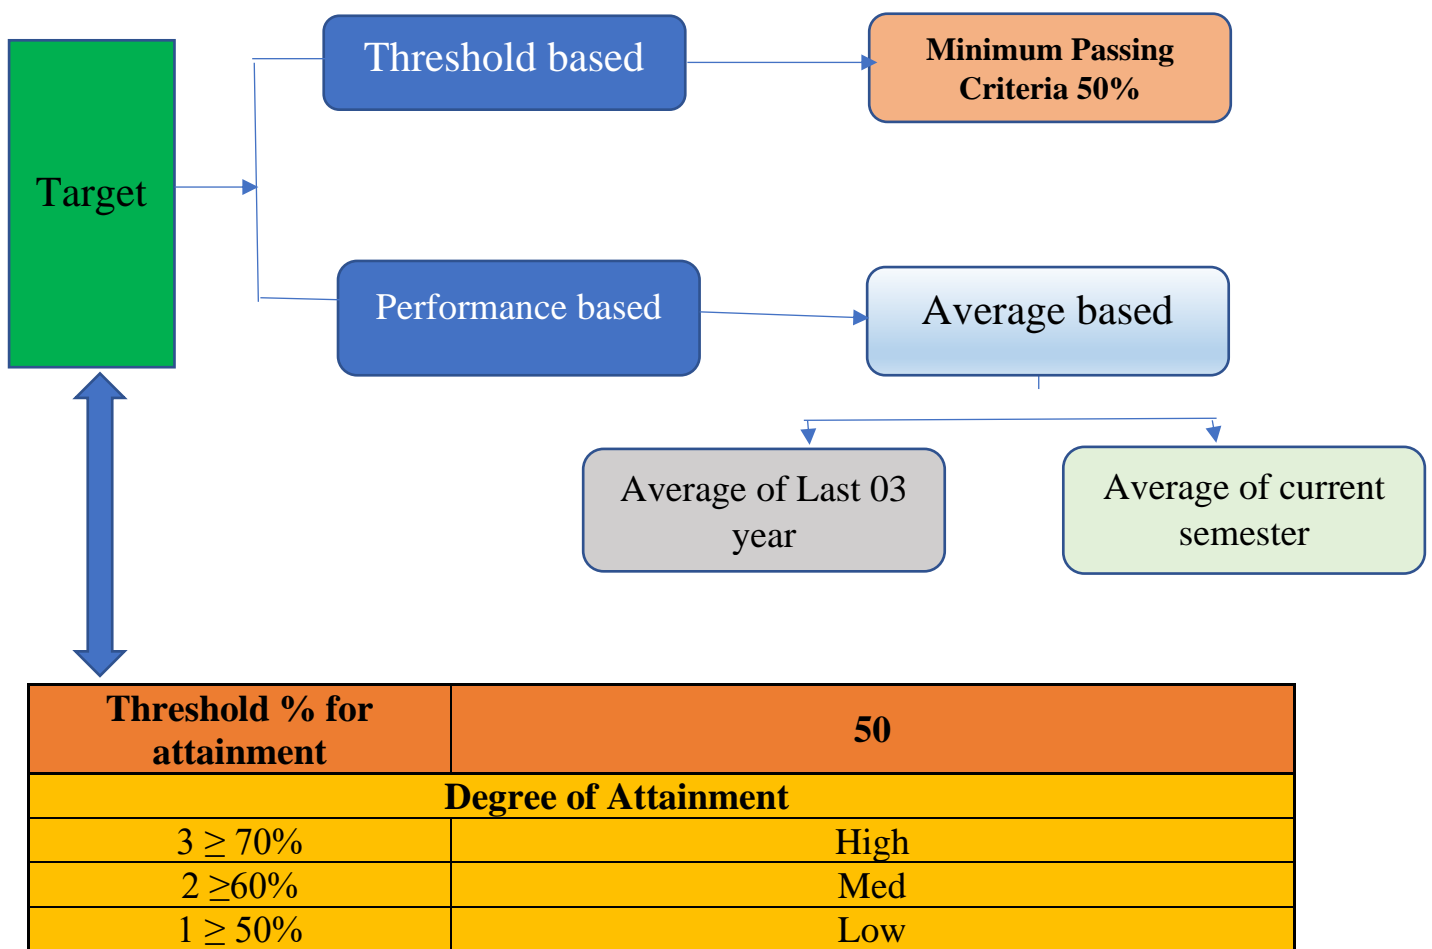 Target
Threshold based
Minimum Passing
Criteria 50%
Performance based
Average based
Average of Last 03
year
Average of current
semester
Threshold % for
attainment
50
Degree of Attainment
3 ≥ 70%
High
2 ≥60%
Med
1 ≥ 50%
Low